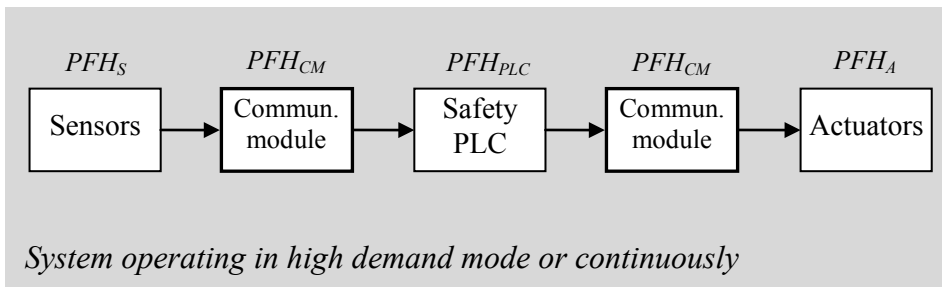 PFHS PFHCM PFHPLC PFHCM PFHA
Sensors
Commun.
module
Safety
PLC
Commun.
module
Actuators
System operating in high demand mode or continuously